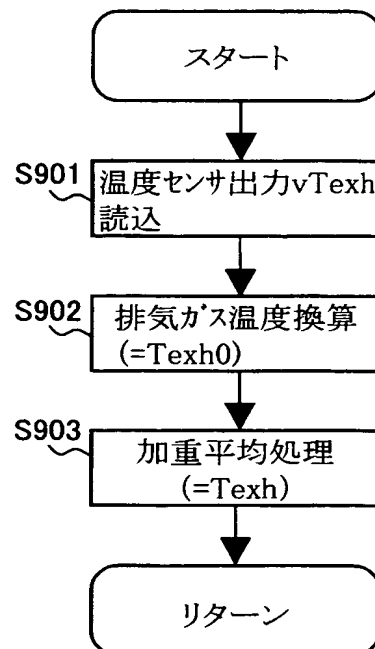 スタート
S901
温度センサ出力vTexh
読込
S902
排気ガス温度換算
(=Texh0)
S903
加重平均処理
(=Texh)
リターン